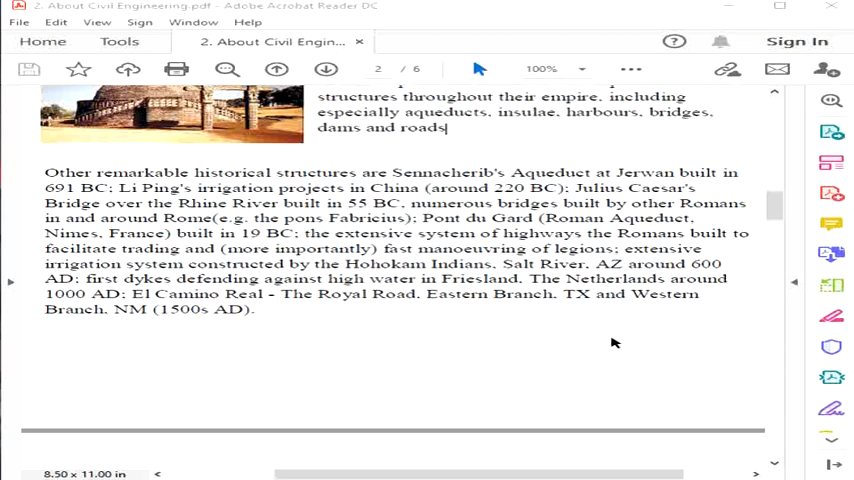 2. About Civil Engineering.pdf - Adobe Acrobat Reader DC
File Edit View Sign Window Help
Home Tools 2. About Civil Engin... × Sign In
2 / 6 100%
structures throughout their empire, including
especially aqueducts, insulae, harbours, bridges,
dams and roads
Other remarkable historical structures are Sennacherib's Aqueduct at Jerwan built in
691 BC; Li Ping's irrigation projects in China (around 220 BC); Julius Caesar's
Bridge over the Rhine River built in 55 BC, numerous bridges built by other Romans
in and around Rome(e.g. the pons Fabricius); Pont du Gard (Roman Aqueduct,
Nimes, France) built in 19 BC; the extensive system of highways the Romans built to
facilitate trading and (more importantly) fast manoeuvring of legions; extensive
irrigation system constructed by the Hohokam Indians, Salt River, AZ around 600
AD; first dykes defending against high water in Friesland, The Netherlands around
1000 AD; El Camino Real - The Royal Road, Eastern Branch, TX and Western
Branch, NM (1500s AD).
8.50 x 11.00 in